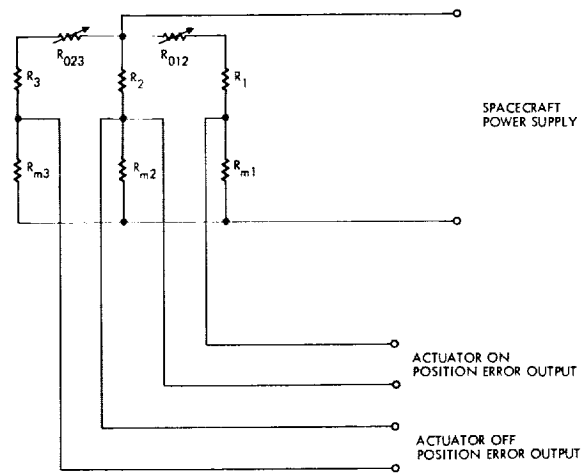 R023
R012
R3
R2
R1
Rm3
Rm2
Rm1
SPACECRAFT
POWER SUPPLY
ACTUATOR ON
POSITION ERROR OUTPUT
ACTUATOR OFF
POSITION ERROR OUTPUT